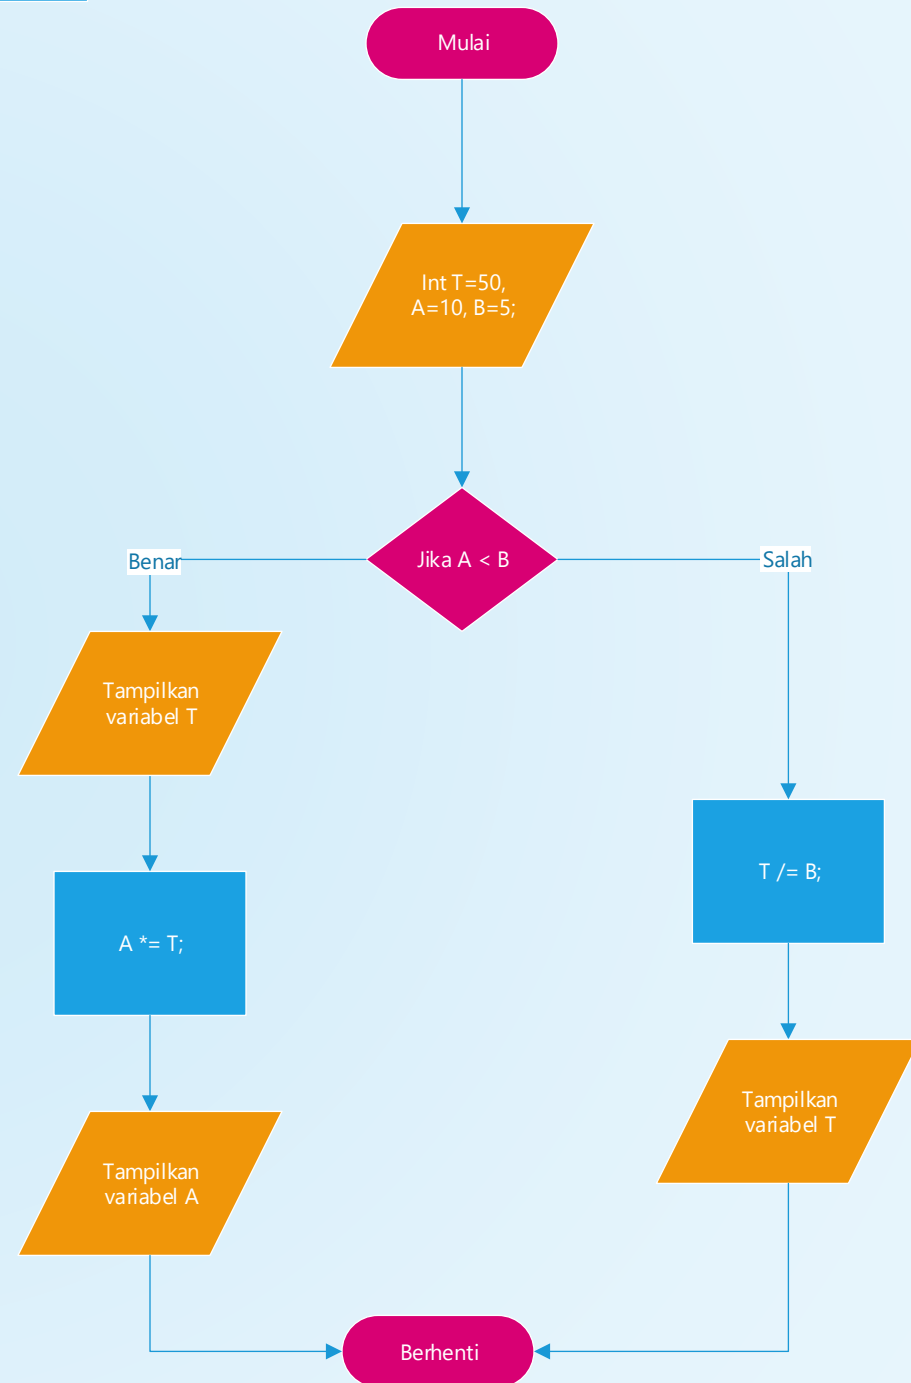 Mulai
Int T=50,
A=10, B=5;
Jika A < B
Benar
Salah
Tampilkan
variabel T
T /= B;
A *= T;
Tampilkan
variabel T
Tampilkan
variabel A
Berhenti